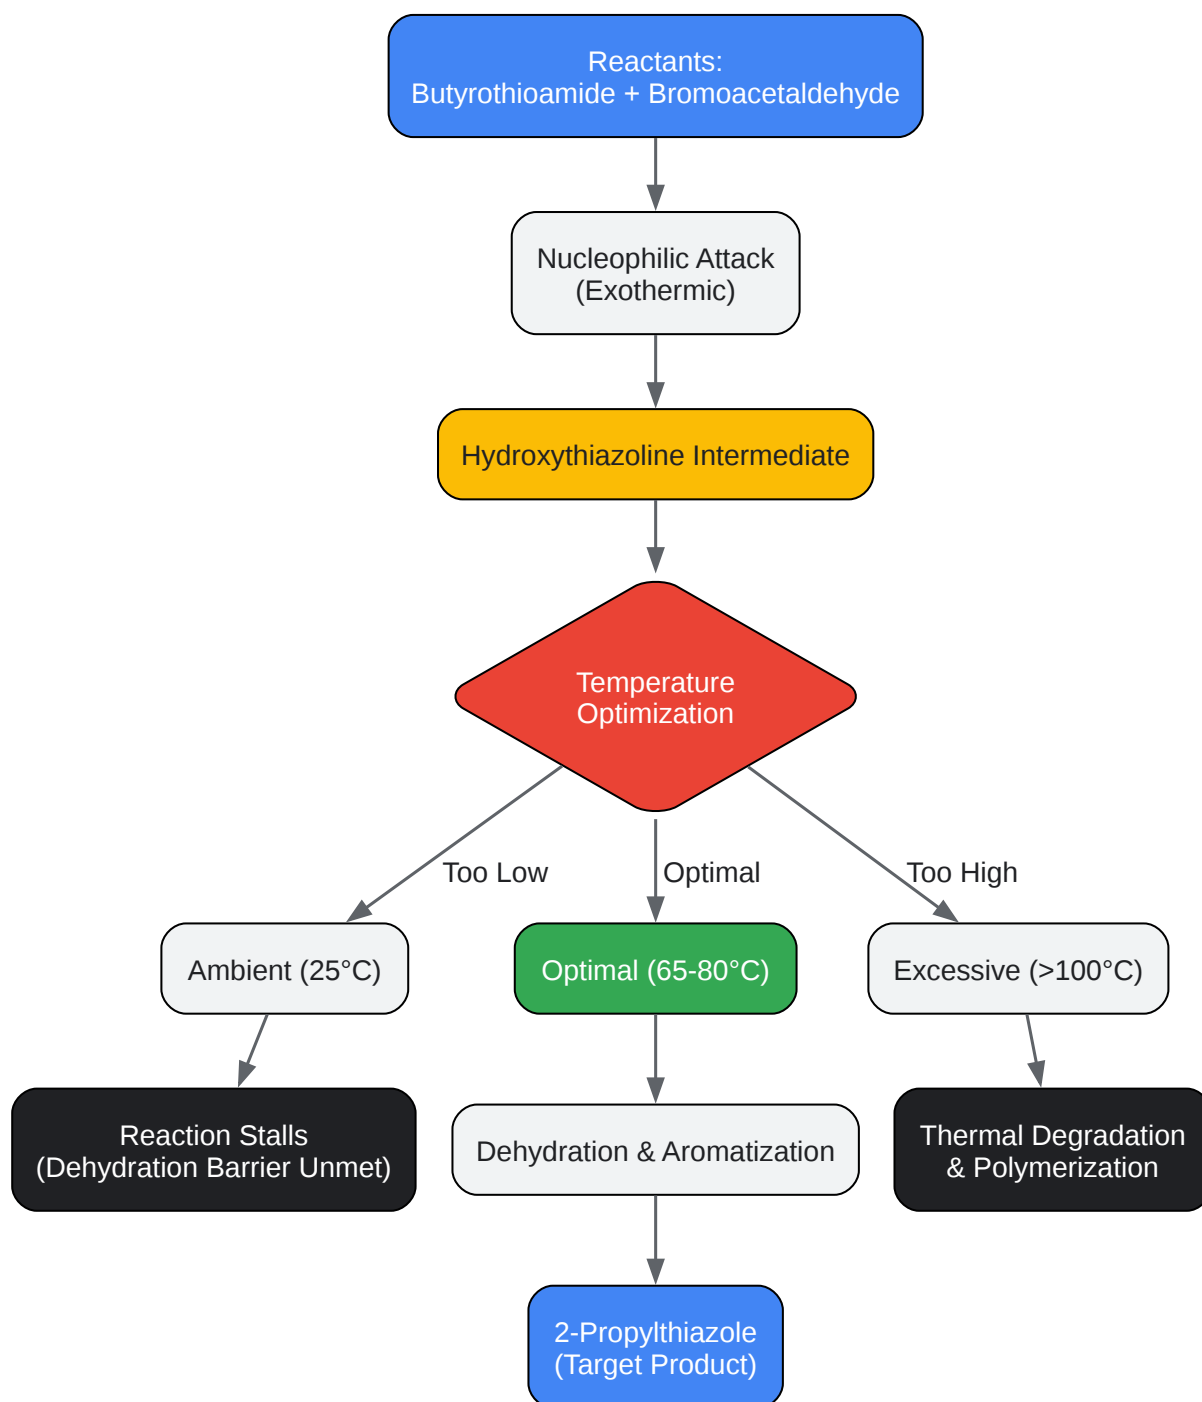 Reactants:
Butyrothioamide + Bromoacetaldehyde
Nucleophilic Attack
(Exothermic)
Hydroxythiazoline Intermediate
Temperature
Optimization
Too Low
Optimal
Too High
Ambient (25°C)
Optimal (65-80°C)
Excessive (>100°C)
Reaction Stalls
(Dehydration Barrier Unmet)
Dehydration & Aromatization
Thermal Degradation
& Polymerization
2-Propylthiazole
(Target Product)